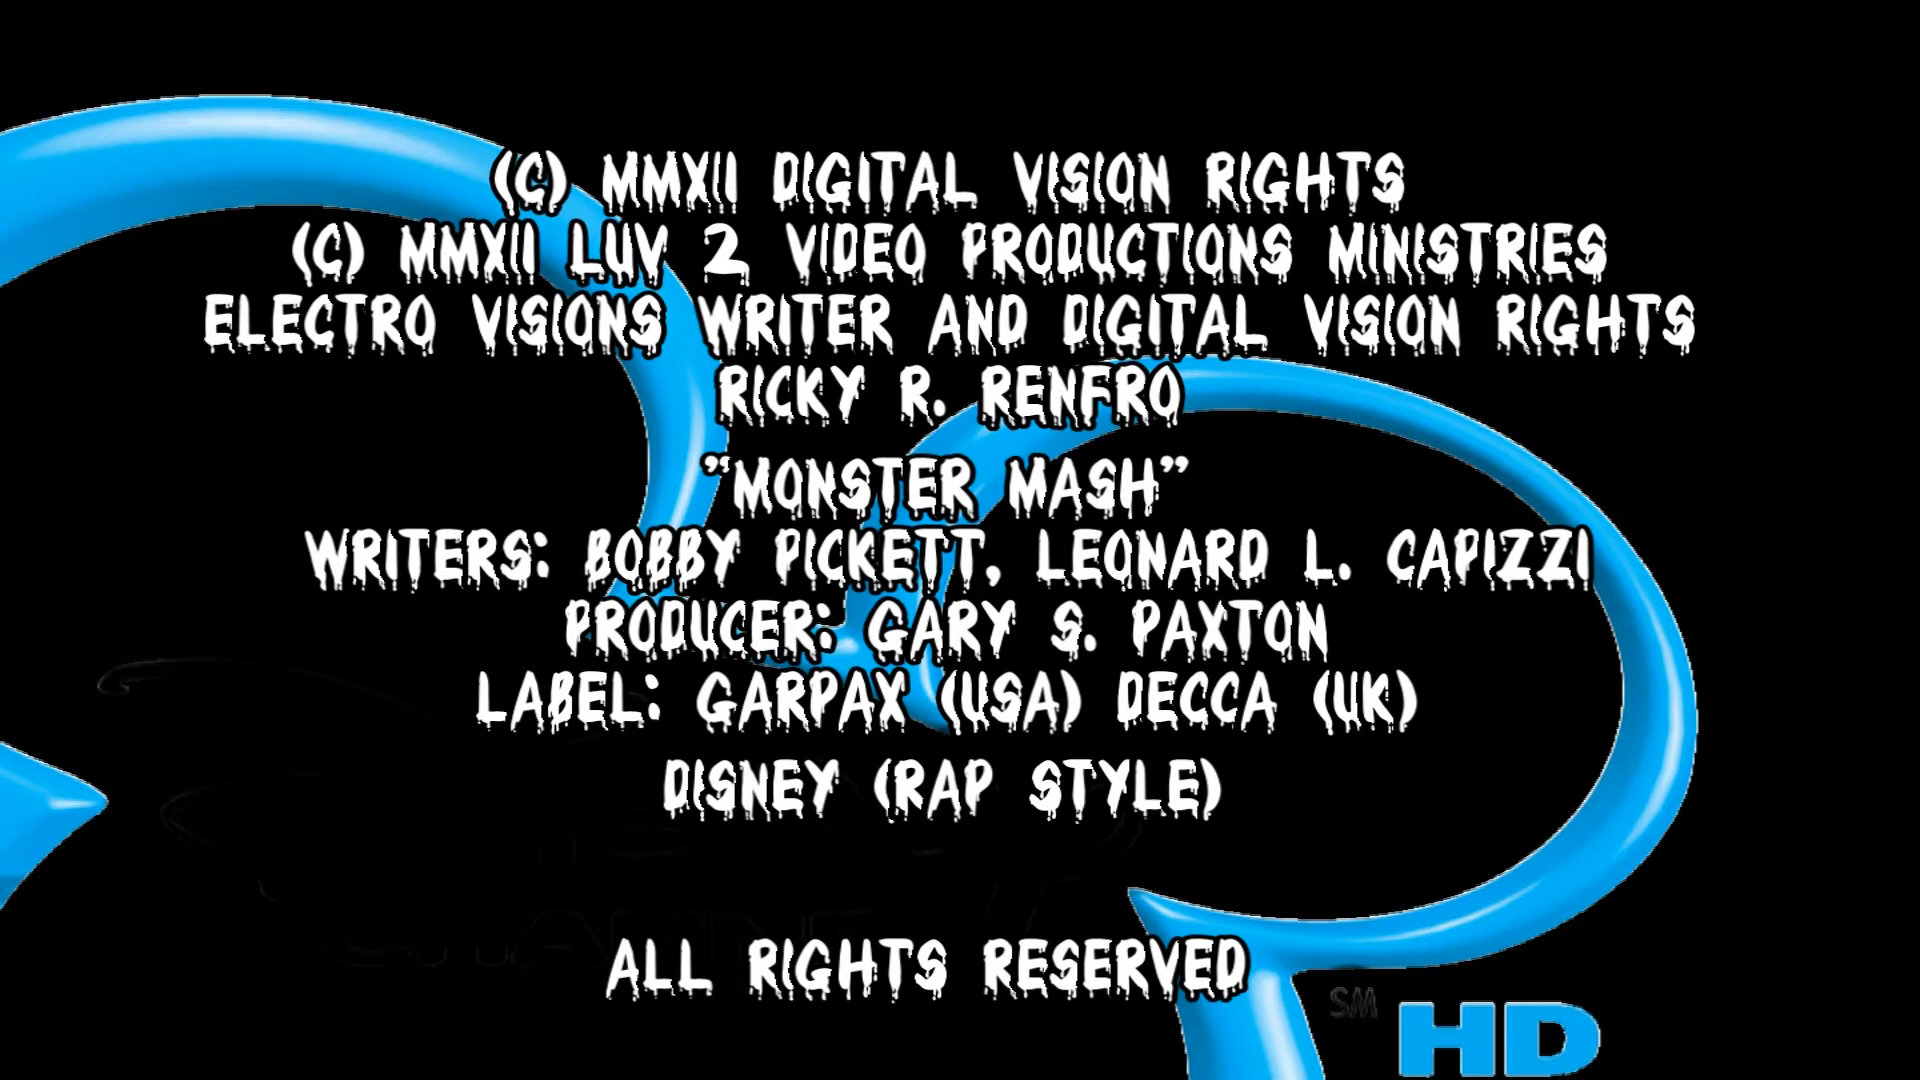 (C) MMXII DIGITAL VISION RIGHTS
(C) MMXII LUV 2 VIDEO PRODUCTIONS MINISTRIES
ELECTRO VISIONS WRITER AND DIGITAL VISION RIGHTS
RICKY R. RENFRO
"MONSTER MASH"
WRITERS: BOBBY PICKETT, LEONARD L. CAPIZZI
PRODUCER: GARY S. PAXTON
LABEL: GARPAX (USA) DECCA (UK)
DISNEY (RAP STYLE)
CHANNEL
ALL RIGHTS RESERVED
SM
HD